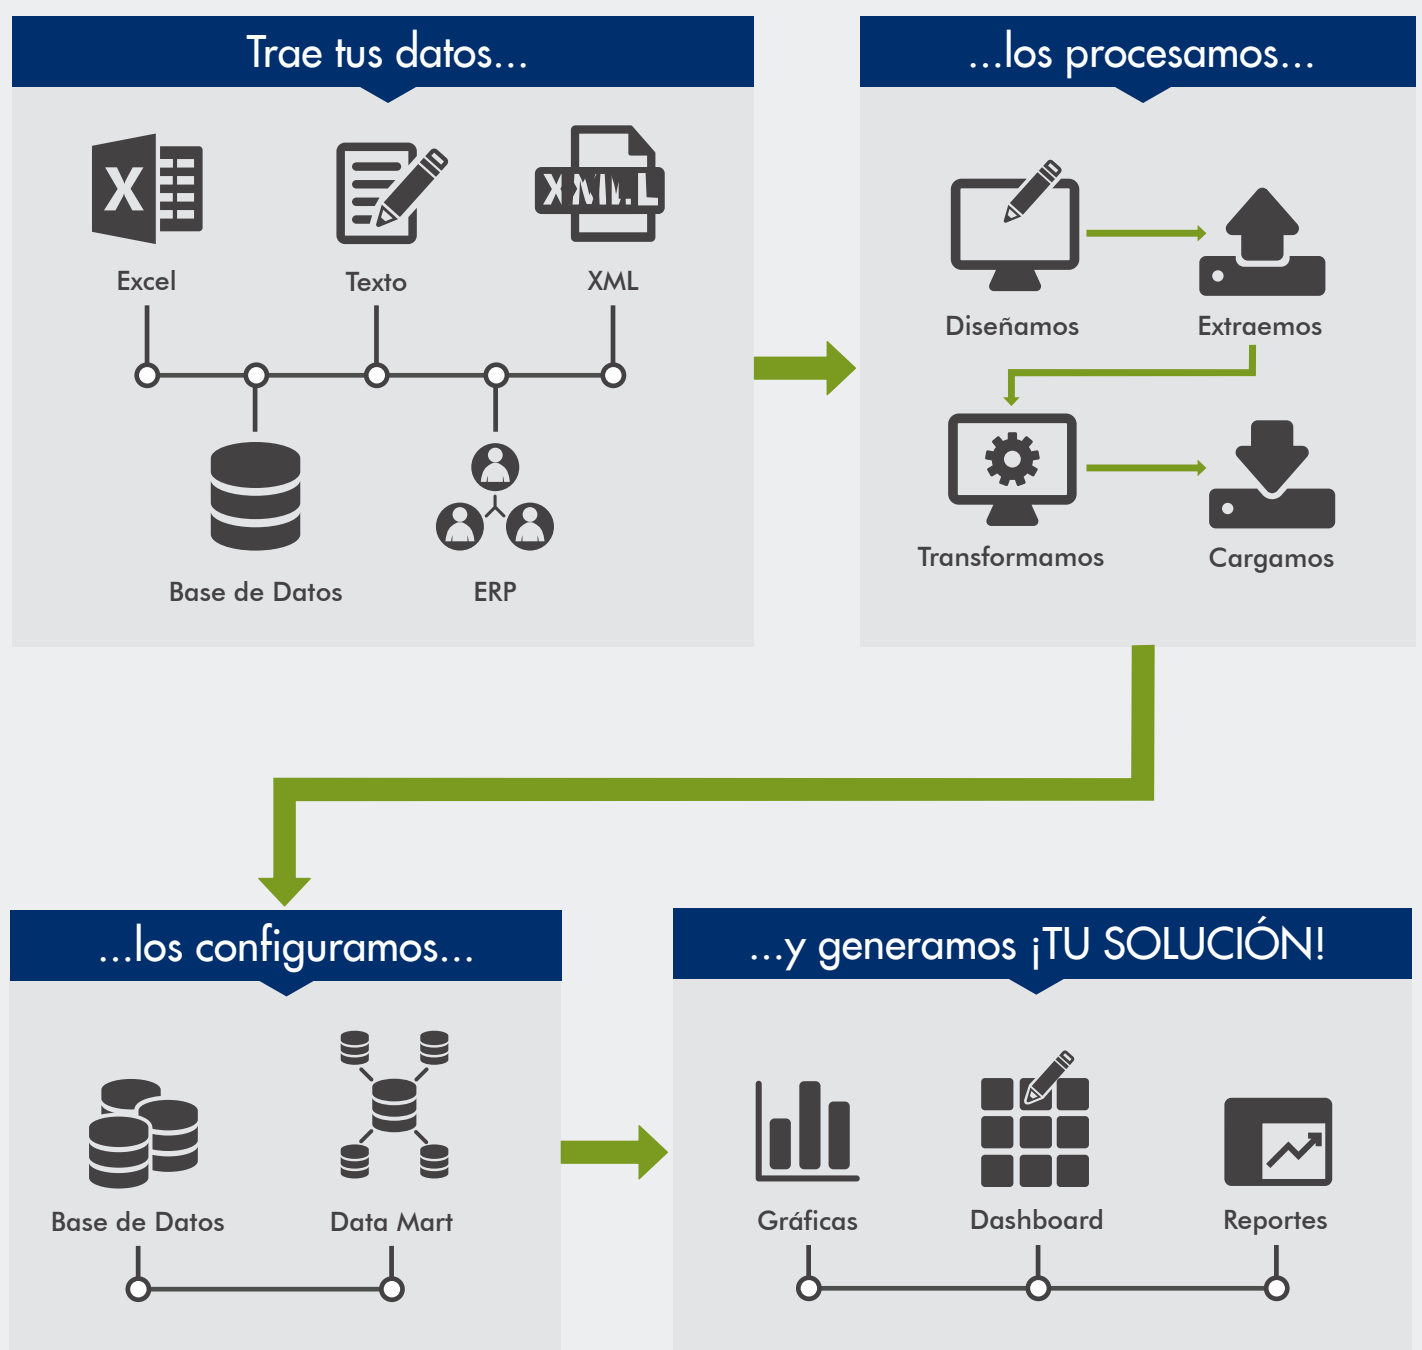 Trae tus datos...
X
XML
Excel
Texto
XML
Base de Datos
ERP
...los procesamos...
Diseñamos
Extraemos
Transformamos
Cargamos
...los configuramos...
Base de Datos
Data Mart
...y generamos ¡TU SOLUCIÓN!
Gráficas
Dashboard
Reportes